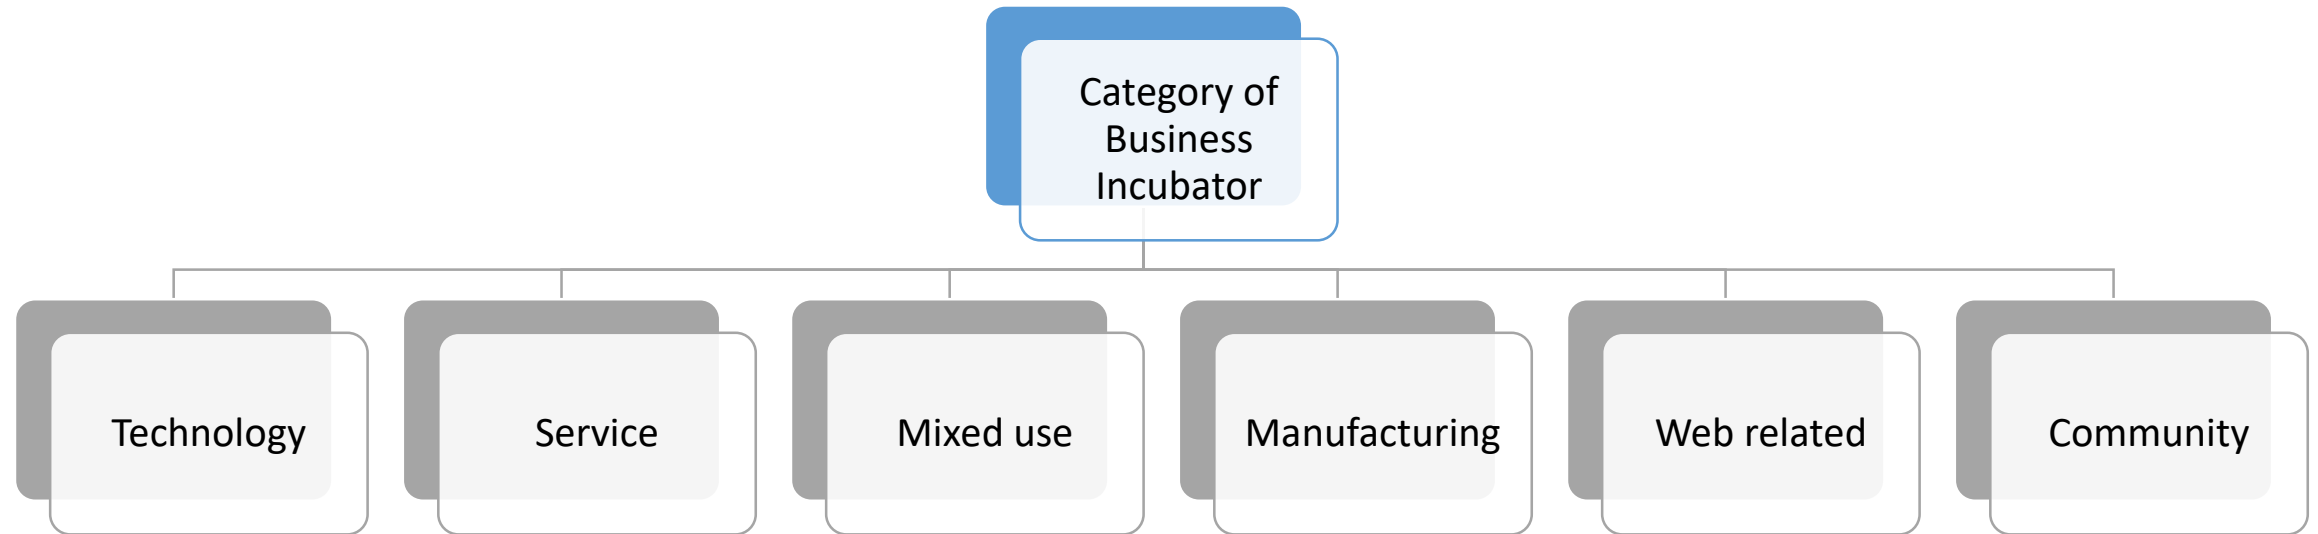 Category of
Business
Incubator
Technology
Service
Mixed use
Manufacturing
Web related
Community